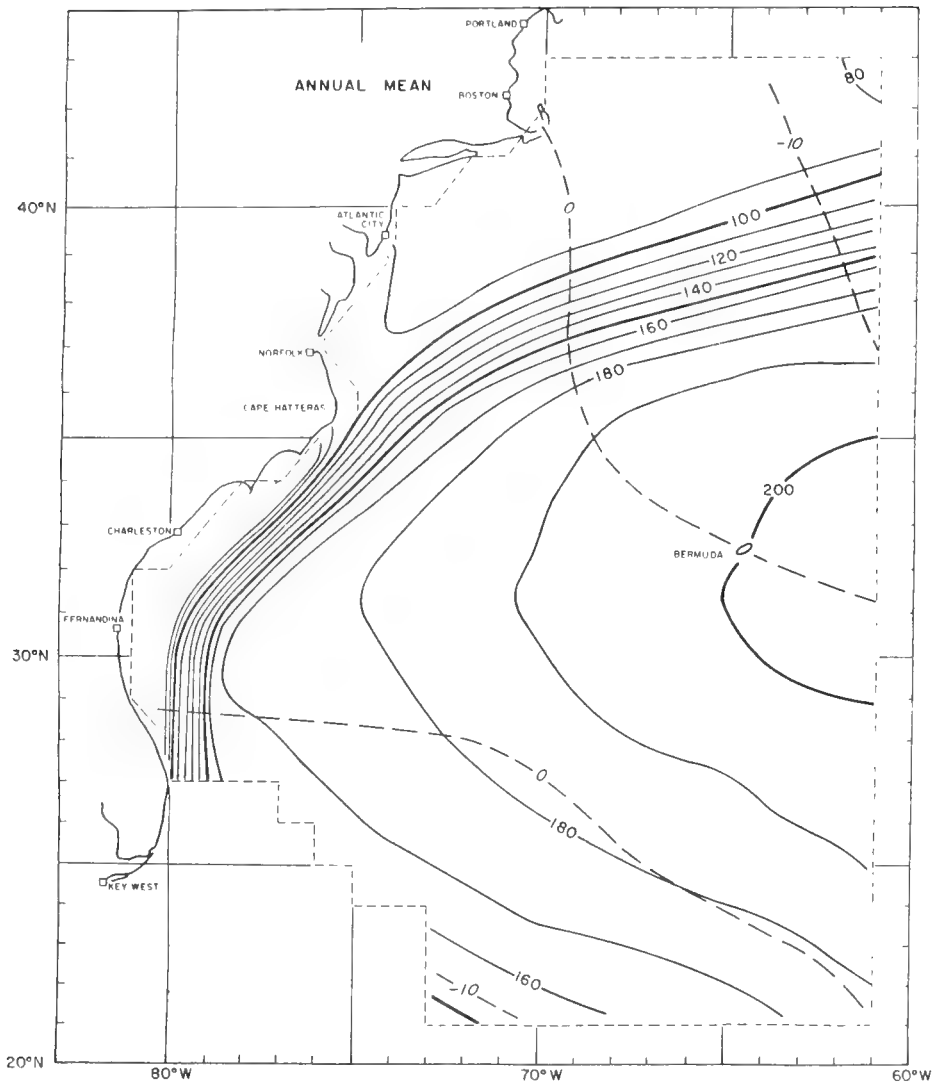 PORTLAND
ANNUAL MEAN
80
BOSTON
-10
40°N
0
ATLANTIC
CITY
100
120
140
160
NORFOLK
180
CAPE HATTERAS
200
CHARLESTON
BERMUDA
FERNANDINA
30°N
0
180
KEY WEST
160
-10
20°N
80°W
70°W
60°W